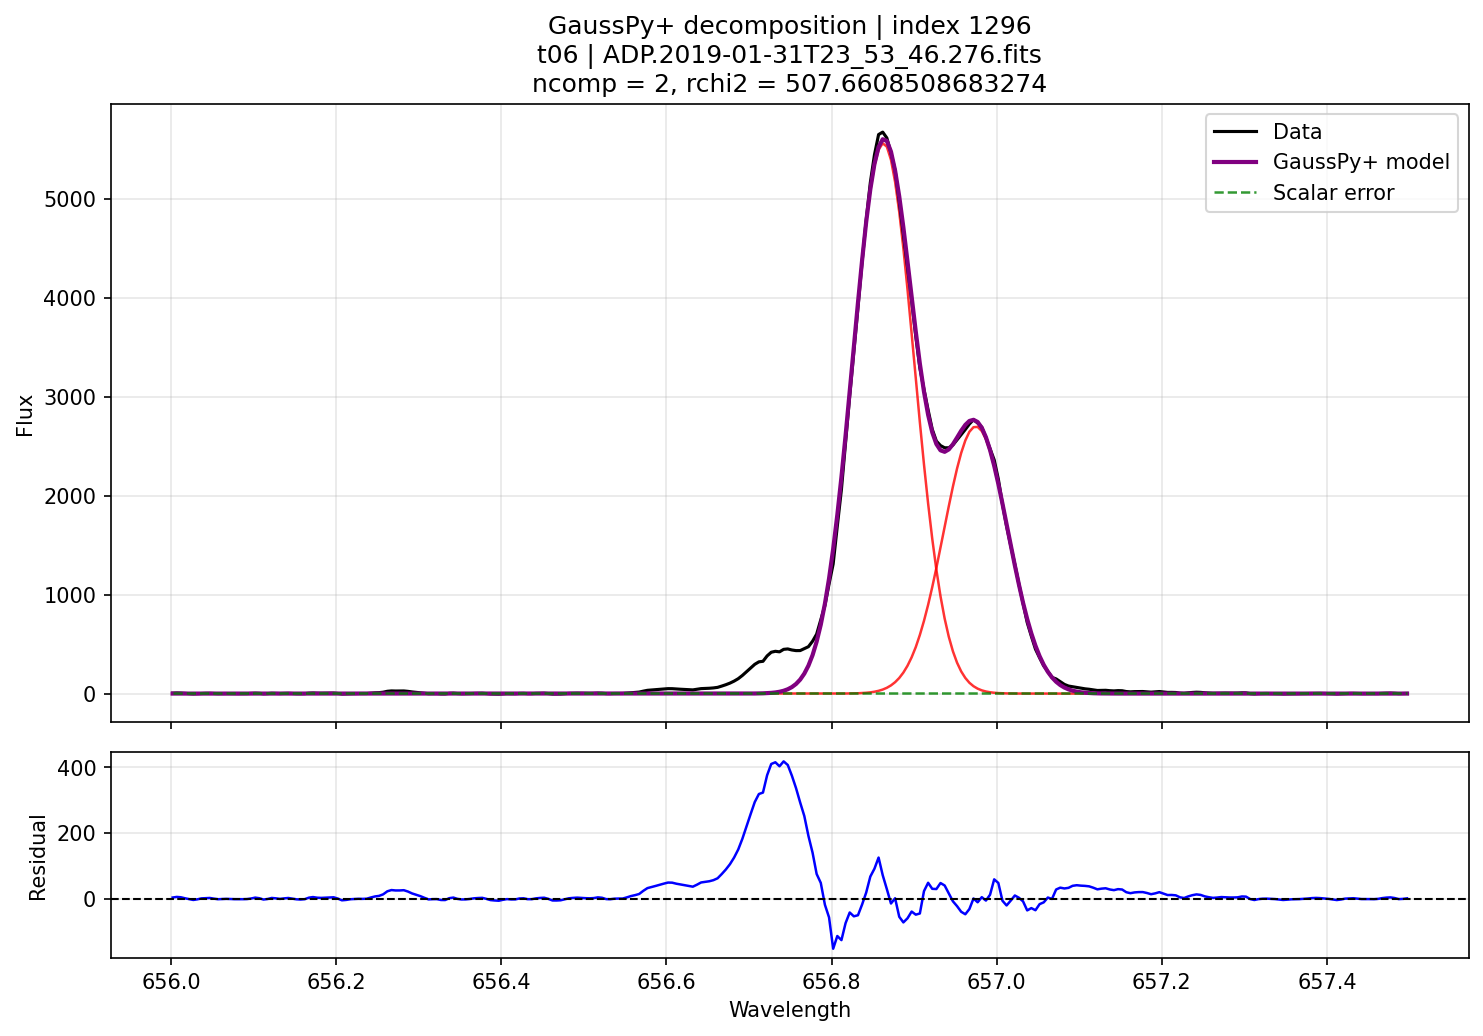 GaussPy+ decomposition | index 1296
t06 | ADP.2019-01-31T23_53_46.276.fits
ncomp = 2, rchi2 = 507.6608508683274
Data
GaussPy+ model
Scalar error
Flux
5000
4000
3000
2000
1000
0
Residual
400
200
0
656.0 656.2 656.4 656.6 656.8 657.0 657.2 657.4
Wavelength